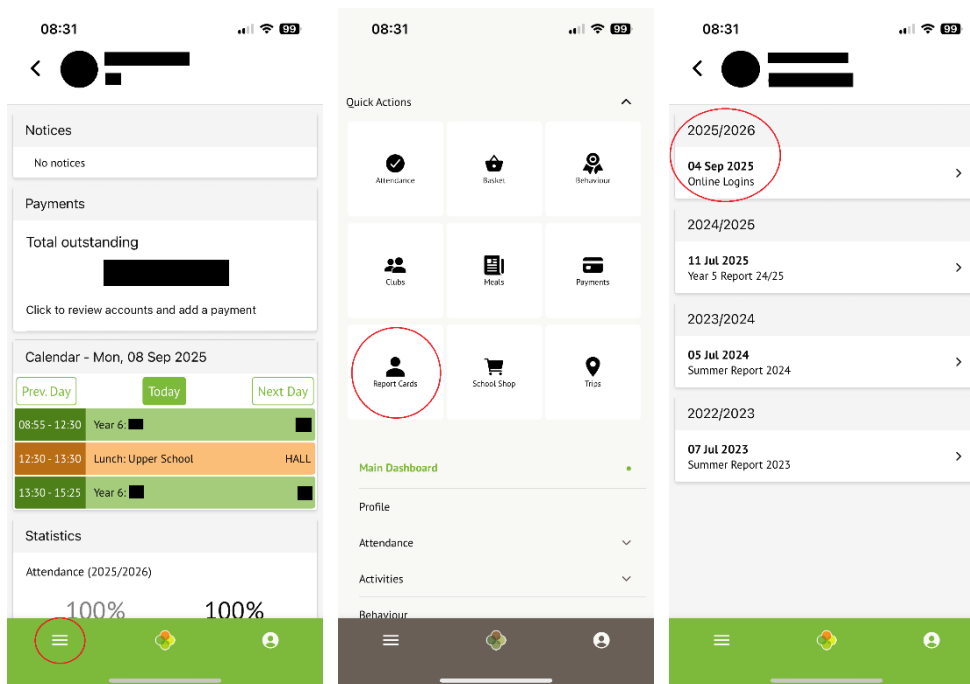 08:31
99
Notices
No notices
Payments
Total outstanding
Click to review accounts and add a payment
Calendar - Mon, 08 Sep 2025
Prev. Day Today Next Day
08:55 - 12:30 Year 6:
12:30 - 13:30 Lunch: Upper School HALL
13:30 - 15:25 Year 6:
Statistics
Attendance (2025/2026)
100% 100%
08:31
99
Quick Actions
Attendance Basket Behaviour
Clubs Meals Payments
Report Cards School Shop Trips
Main Dashboard
Profile
Attendance
Activities
Behaviour
08:31
99
2025/2026
04 Sep 2025
Online Logins
2024/2025
11 Jul 2025
Year 5 Report 24/25
2023/2024
05 Jul 2024
Summer Report 2024
2022/2023
07 Jul 2023
Summer Report 2023